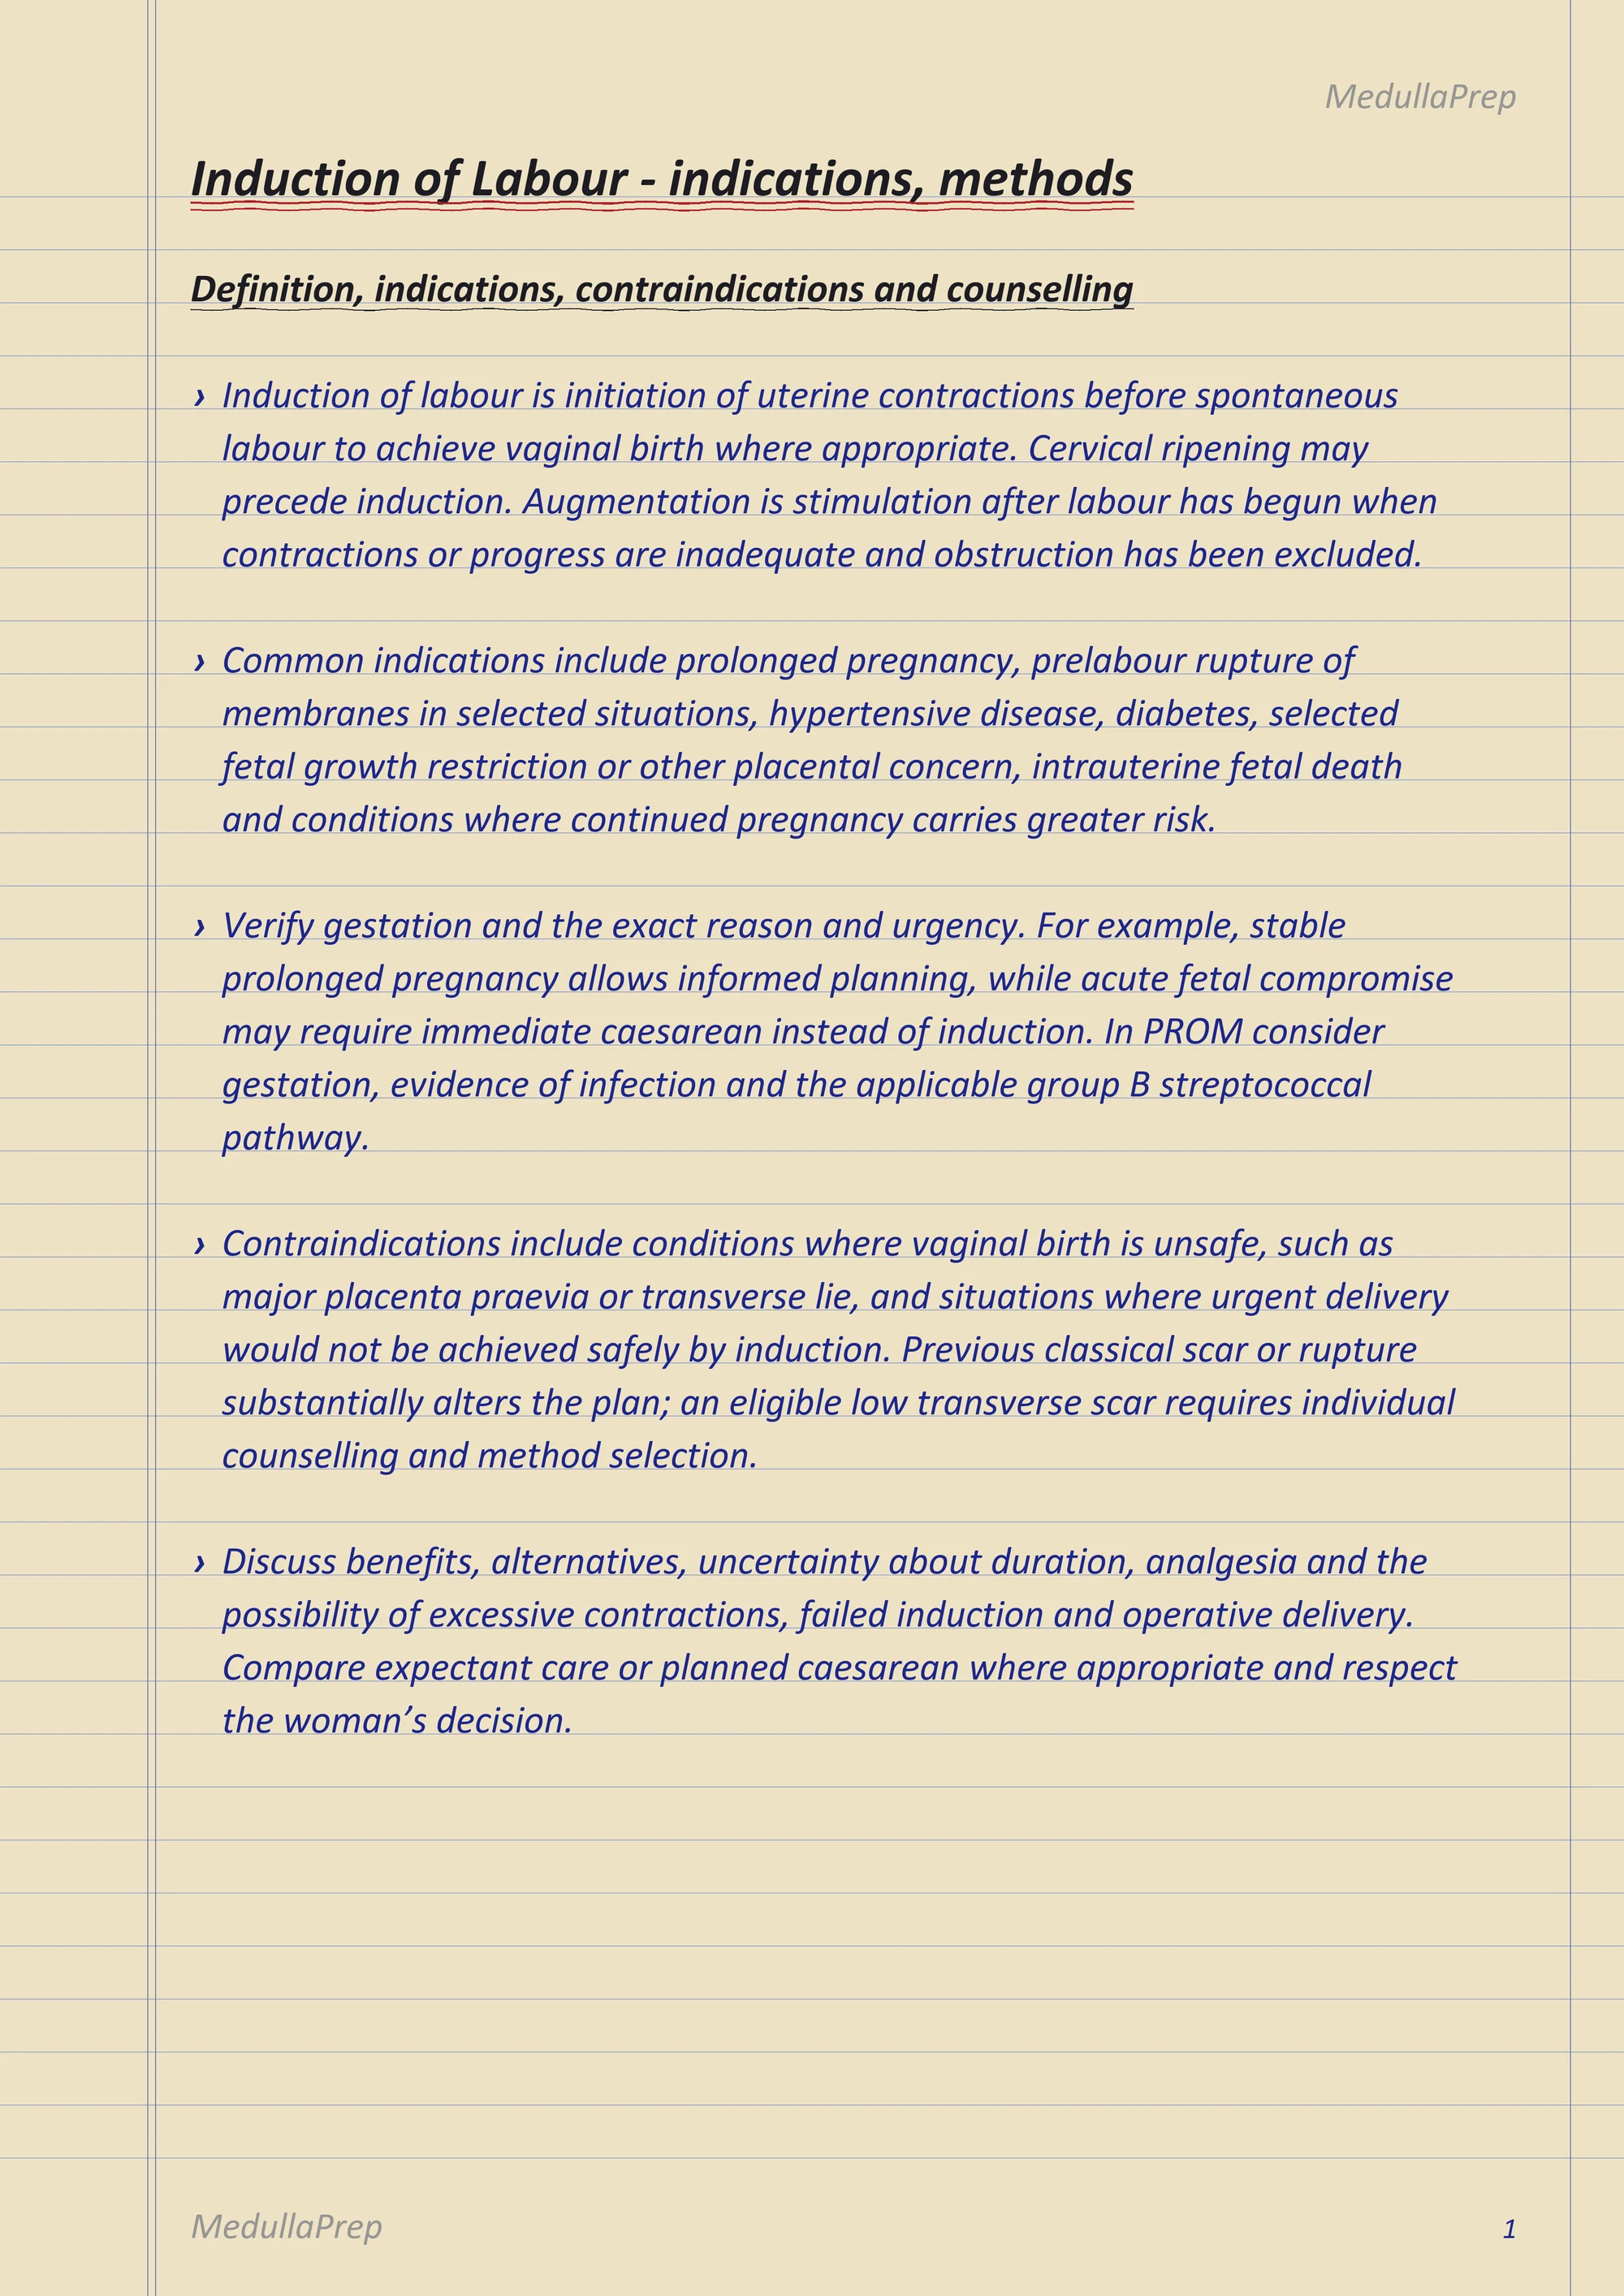 MedullaPrep
Induction of Labour - indications, methods
Definition, indications, contraindications and counselling
› Induction of labour is initiation of uterine contractions before spontaneous
labour to achieve vaginal birth where appropriate. Cervical ripening may
precede induction. Augmentation is stimulation after labour has begun when
contractions or progress are inadequate and obstruction has been excluded.
› Common indications include prolonged pregnancy, prelabour rupture of
membranes in selected situations, hypertensive disease, diabetes, selected
fetal growth restriction or other placental concern, intrauterine fetal death
and conditions where continued pregnancy carries greater risk.
› Verify gestation and the exact reason and urgency. For example, stable
prolonged pregnancy allows informed planning, while acute fetal compromise
may require immediate caesarean instead of induction. In PROM consider
gestation, evidence of infection and the applicable group B streptococcal
pathway.
› Contraindications include conditions where vaginal birth is unsafe, such as
major placenta praevia or transverse lie, and situations where urgent delivery
would not be achieved safely by induction. Previous classical scar or rupture
substantially alters the plan; an eligible low transverse scar requires individual
counselling and method selection.
› Discuss benefits, alternatives, uncertainty about duration, analgesia and the
possibility of excessive contractions, failed induction and operative delivery.
Compare expectant care or planned caesarean where appropriate and respect
the woman’s decision.
MedullaPrep
1